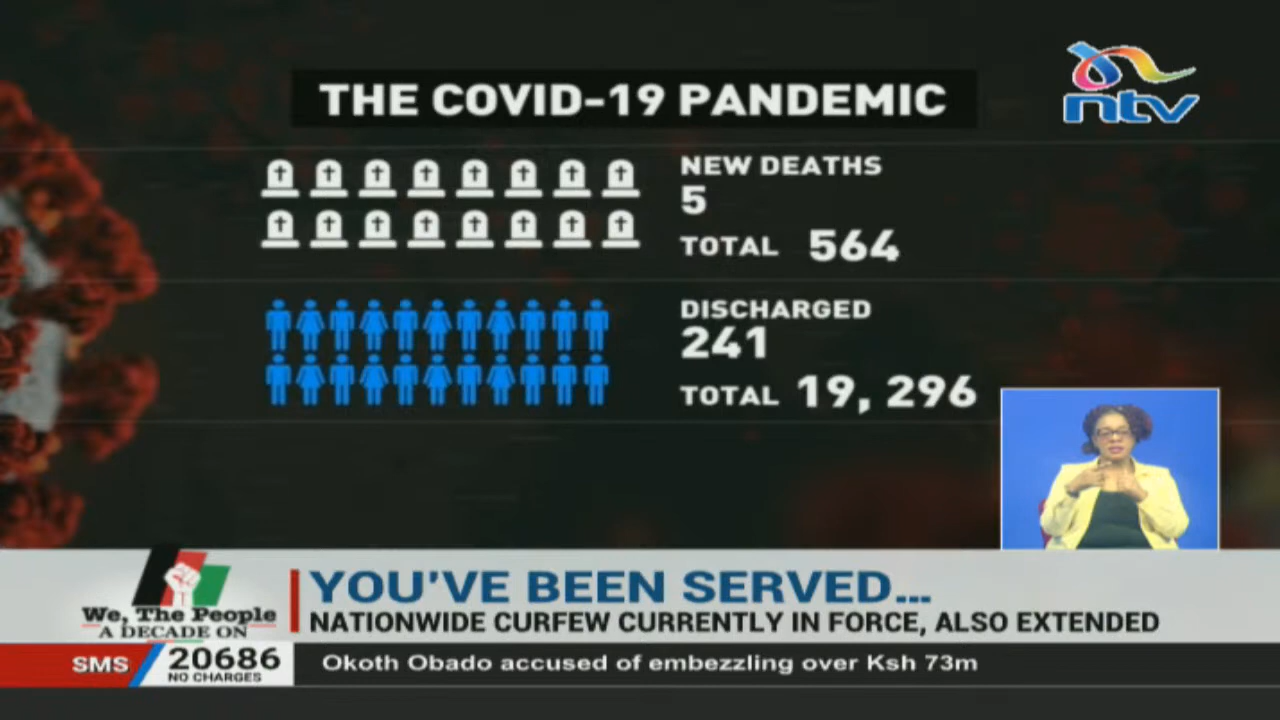 THE COVID-19 PANDEMIC
ntv
NEW DEATHS
5
TOTAL 564
DISCHARGED
241
TOTAL 19, 296
We, The People
A DECADE ON
YOU'VE BEEN SERVED...
NATIONWIDE CURFEW CURRENTLY IN FORCE, ALSO EXTENDED
SMS 20686
NO CHARGES
Okoth Obado accused of embezzling over Ksh 73m